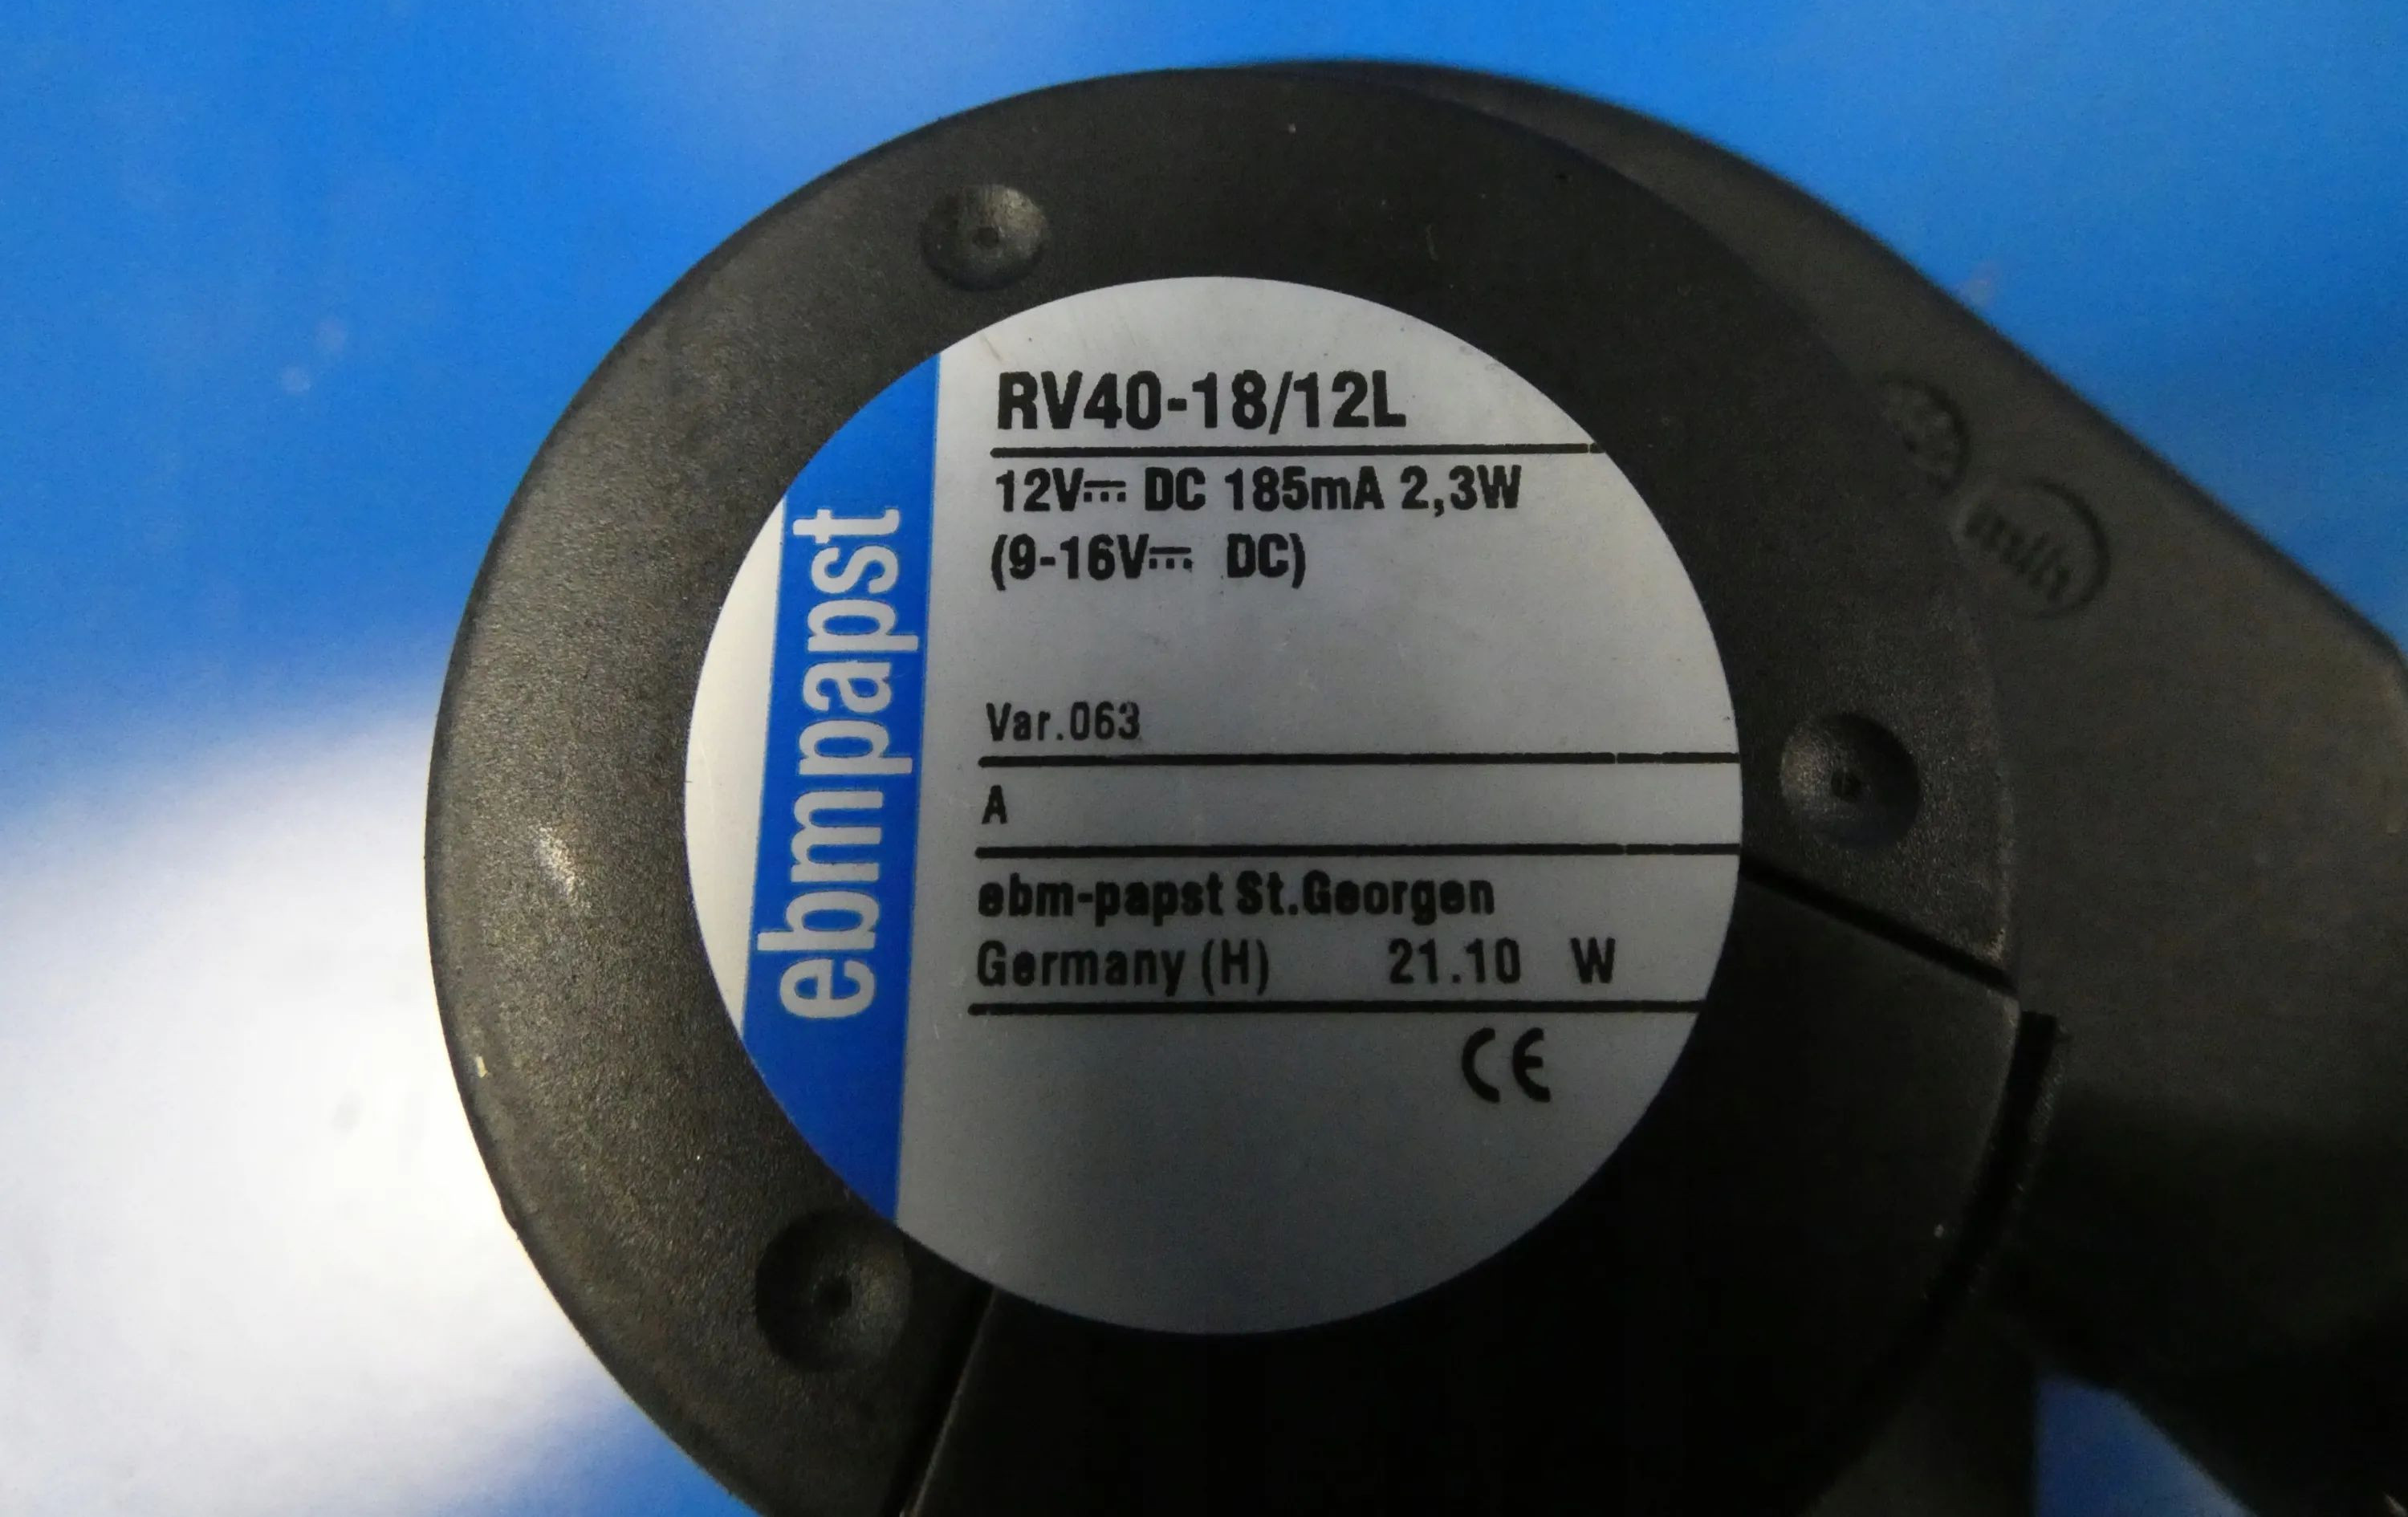 RV40-18/12L
12V⎓ DC 185mA 2,3W
(9-16V⎓ DC)
Var.063
A
ebm-papst St.Georgen
Germany (H) 21.10 W
CE
ebmpapst